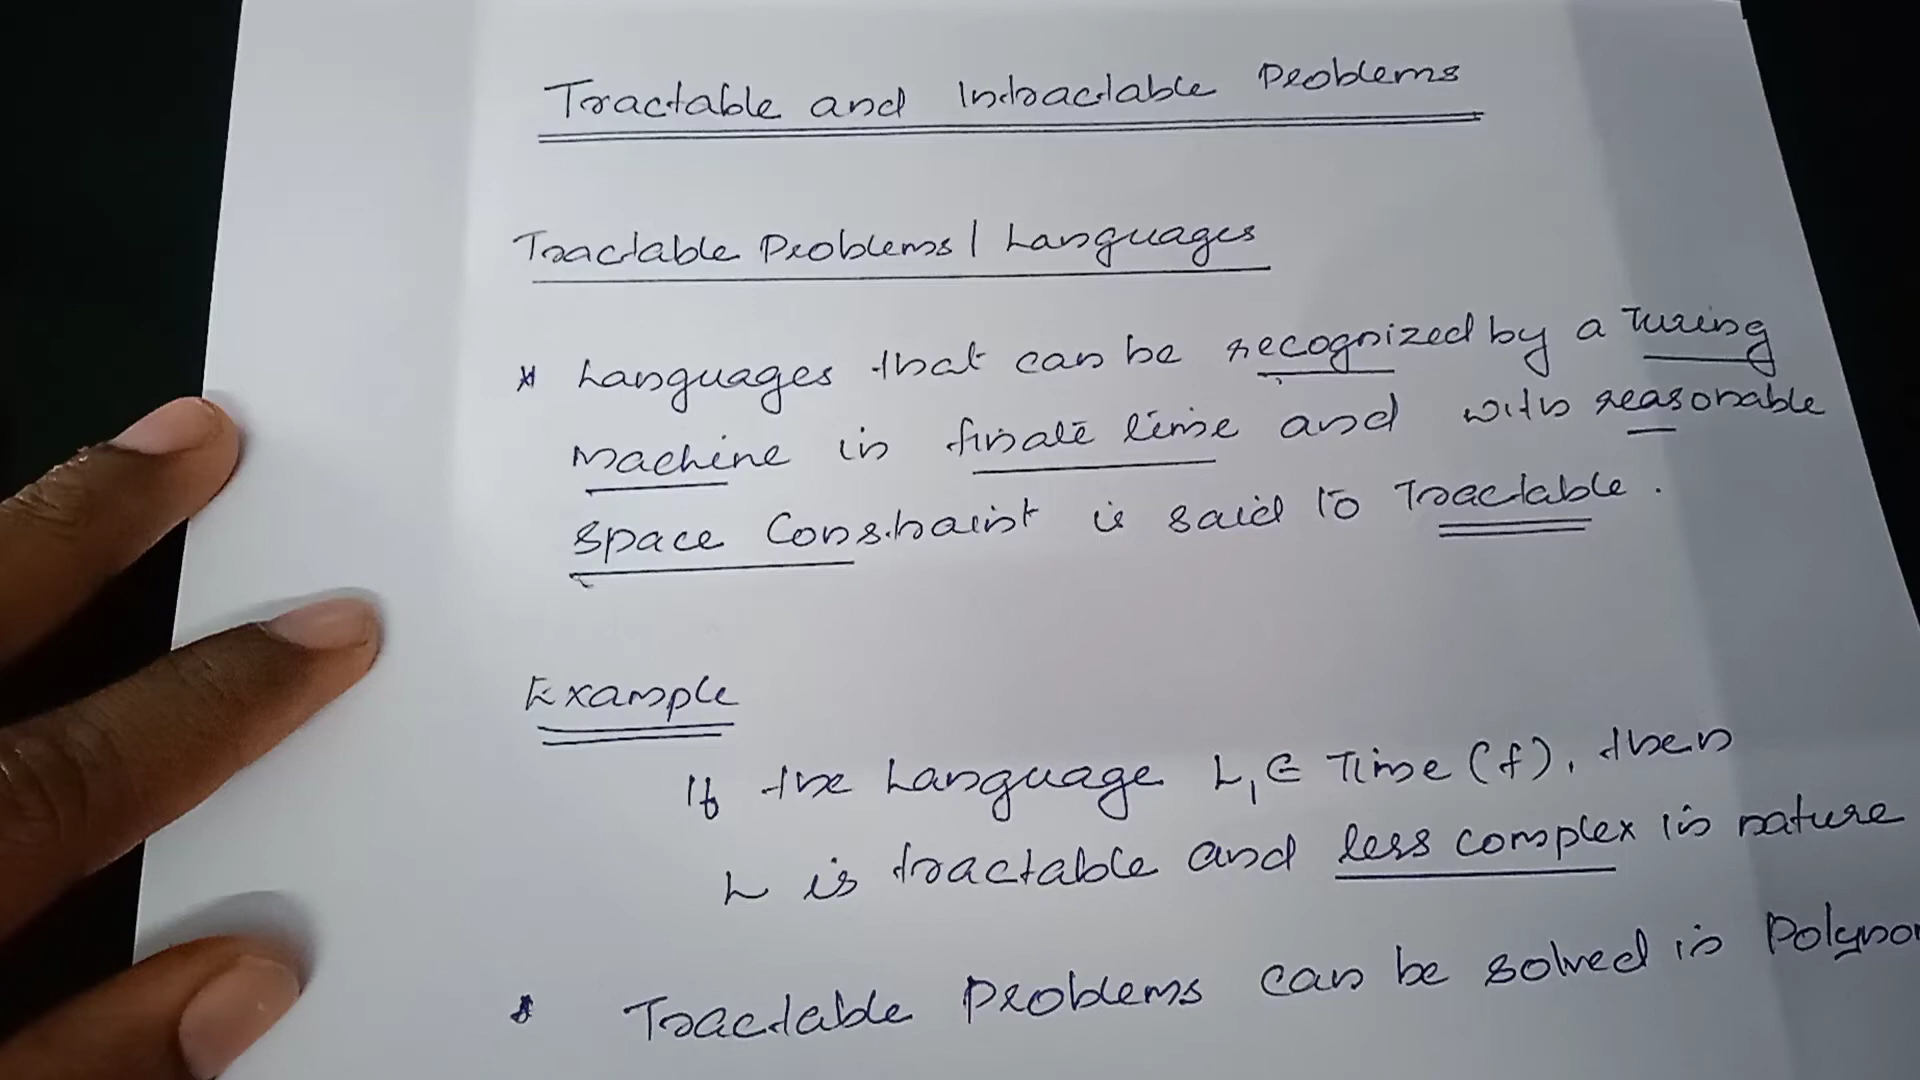 Tractable and Intractable Problems
Tractable Problems | Languages
* Languages that can be recognized by a Turing
Machine in finate time and with reasonable
Space Constraint is said to Tractable.
Example
If the Language L, ∈ Time (f), then
L is tractable and less complex in nature
* Tractable Problems can be solved in Polyno